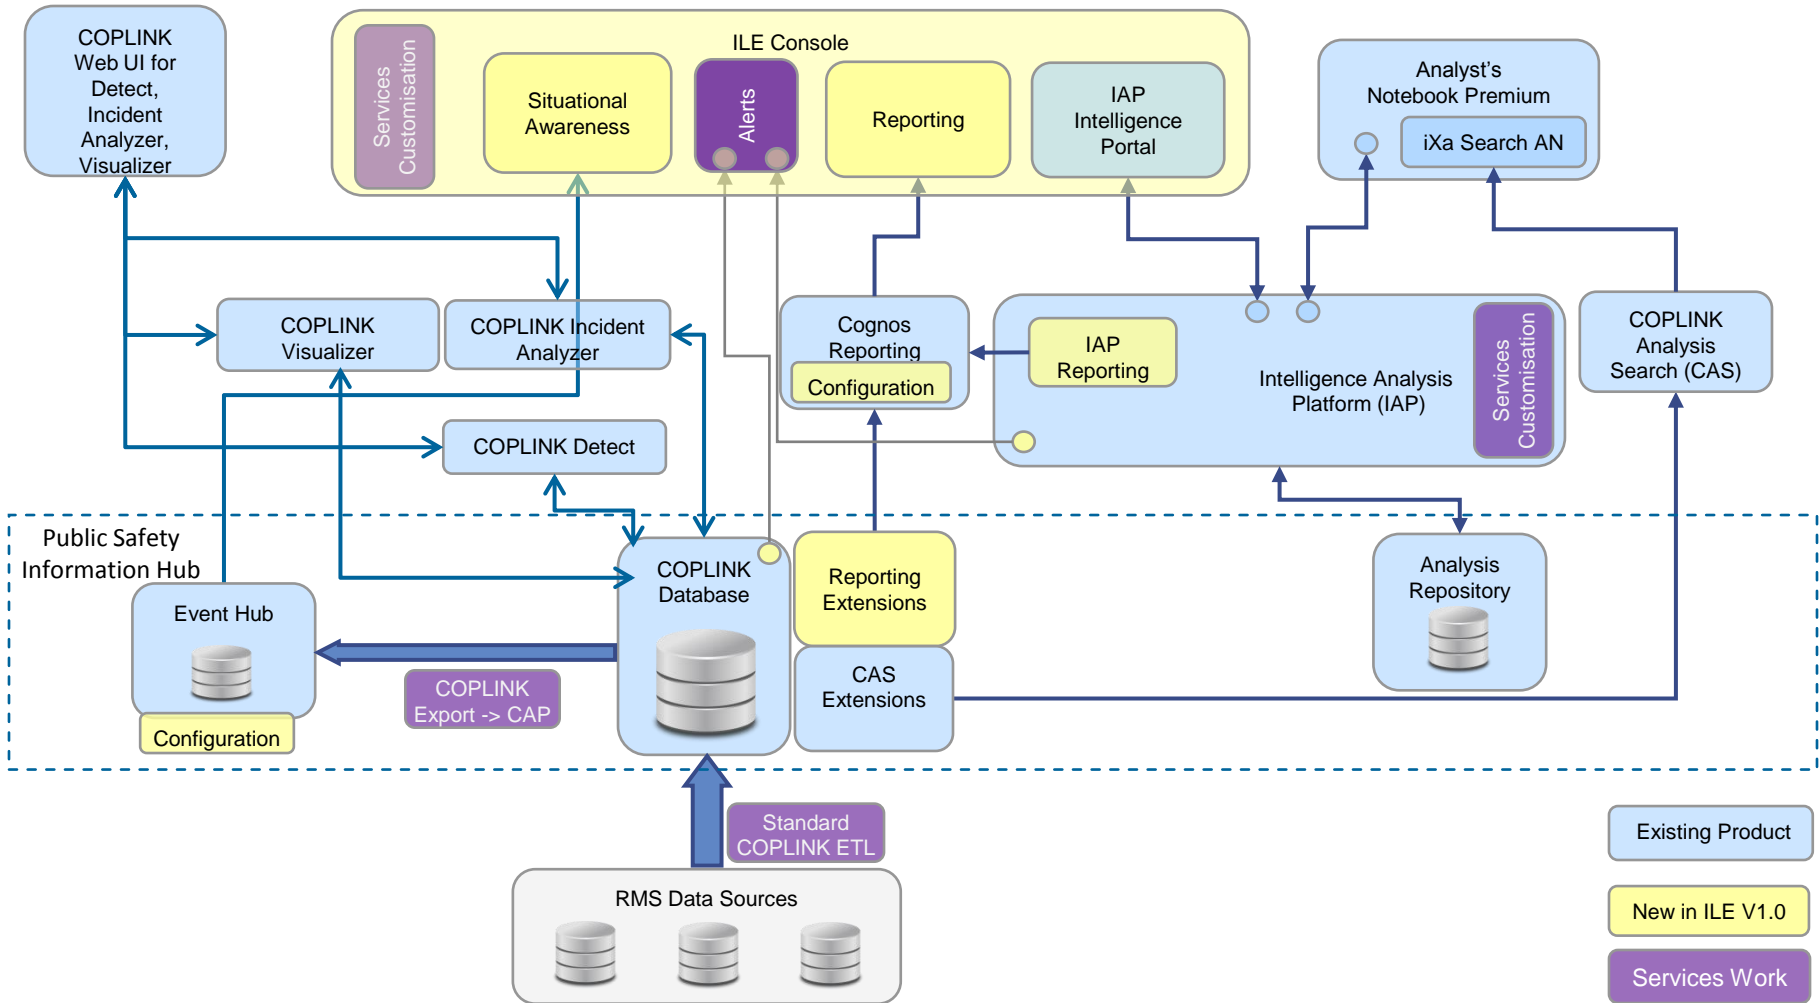 COPLINK
Web UI for
Detect,
Incident
Analyzer,
Visualizer
ILE Console
Services
Customisation
Situational
Awareness
Alerts
Reporting
IAP
Intelligence
Portal
Analyst's
Notebook Premium
iXa Search AN
COPLINK
Visualizer
COPLINK Incident
Analyzer
Cognos
Reporting
Configuration
IAP
Reporting
Intelligence Analysis
Platform (IAP)
Services
Customisation
COPLINK
Analysis
Search (CAS)
COPLINK Detect
Public Safety
Information Hub
Event Hub
Configuration
COPLINK
Export -> CAP
COPLINK
Database
Reporting
Extensions
CAS
Extensions
Analysis
Repository
Standard
COPLINK ETL
RMS Data Sources
Existing Product
New in ILE V1.0
Services Work